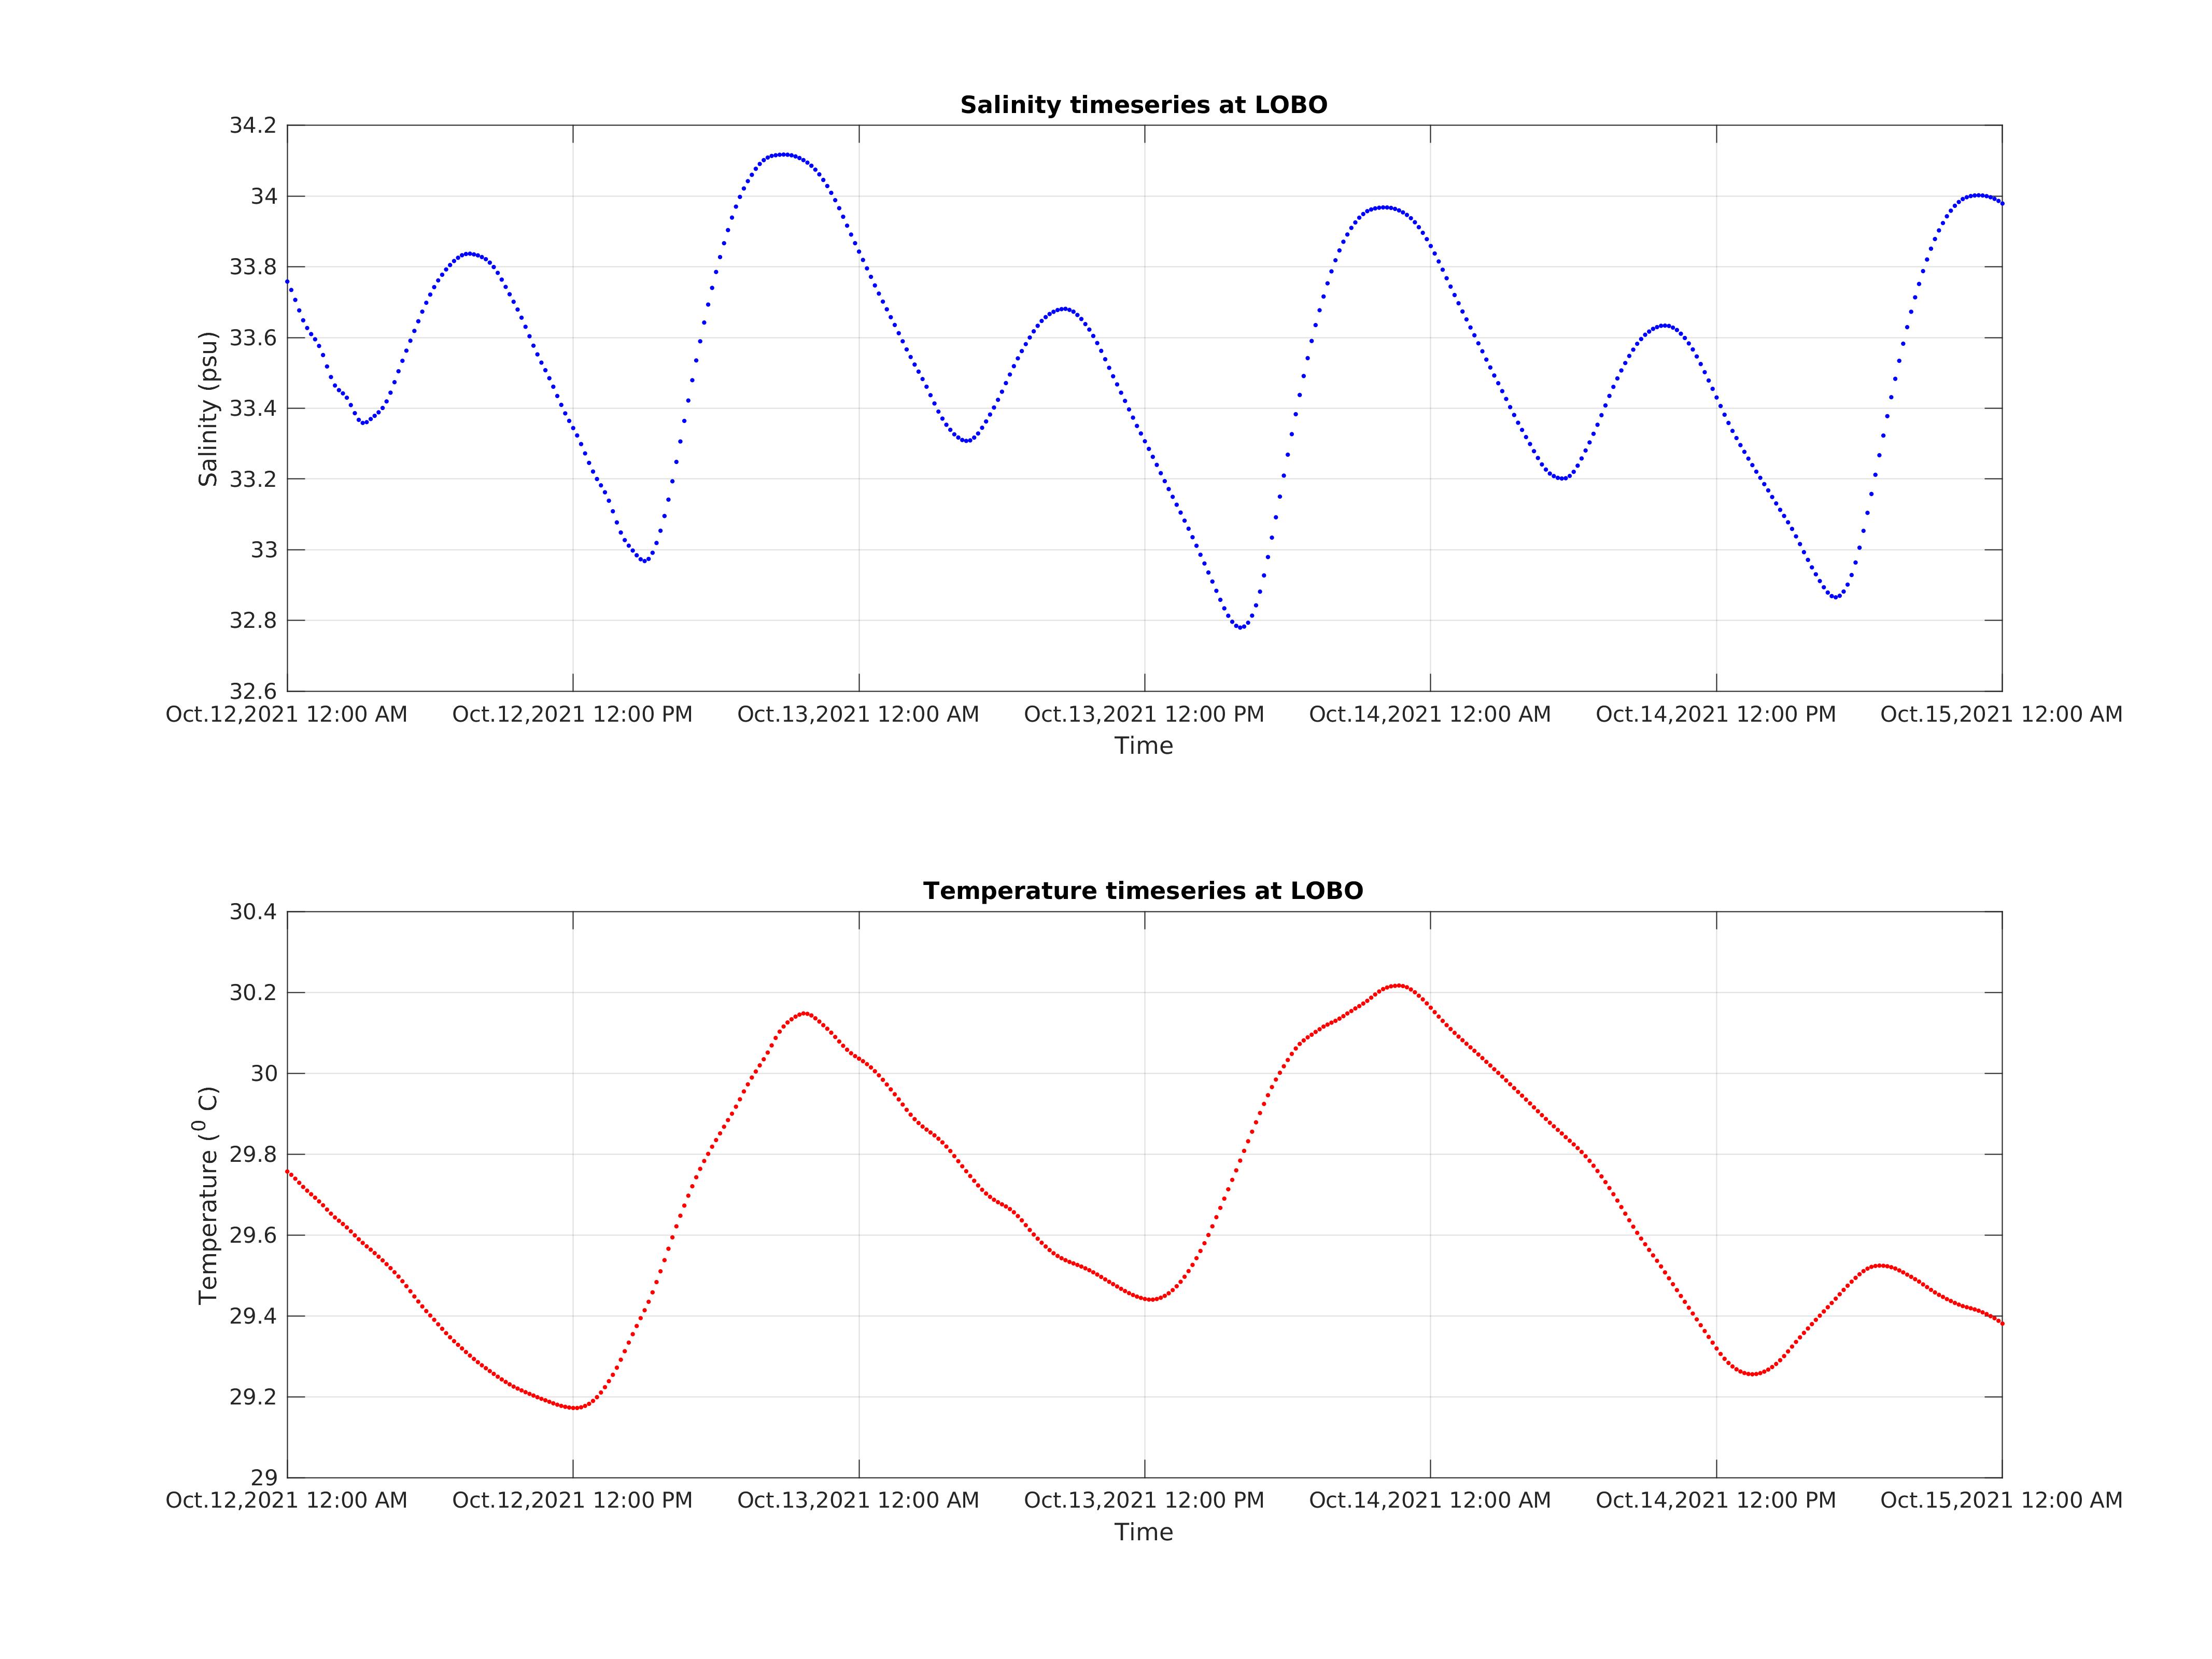 Salinity timeseries at LOBO
34.2
34
33.8
33.6
33.4
33.2
33
32.8
32.6
Salinity (psu)
Oct.12,2021 12:00 AM Oct.12,2021 12:00 PM Oct.13,2021 12:00 AM Oct.13,2021 12:00 PM Oct.14,2021 12:00 AM Oct.14,2021 12:00 PM Oct.15,2021 12:00 AM
Time
Temperature timeseries at LOBO
30.4
30.2
30
29.8
29.6
29.4
29.2
29
Temperature (⁰ C)
Oct.12,2021 12:00 AM Oct.12,2021 12:00 PM Oct.13,2021 12:00 AM Oct.13,2021 12:00 PM Oct.14,2021 12:00 AM Oct.14,2021 12:00 PM Oct.15,2021 12:00 AM
Time